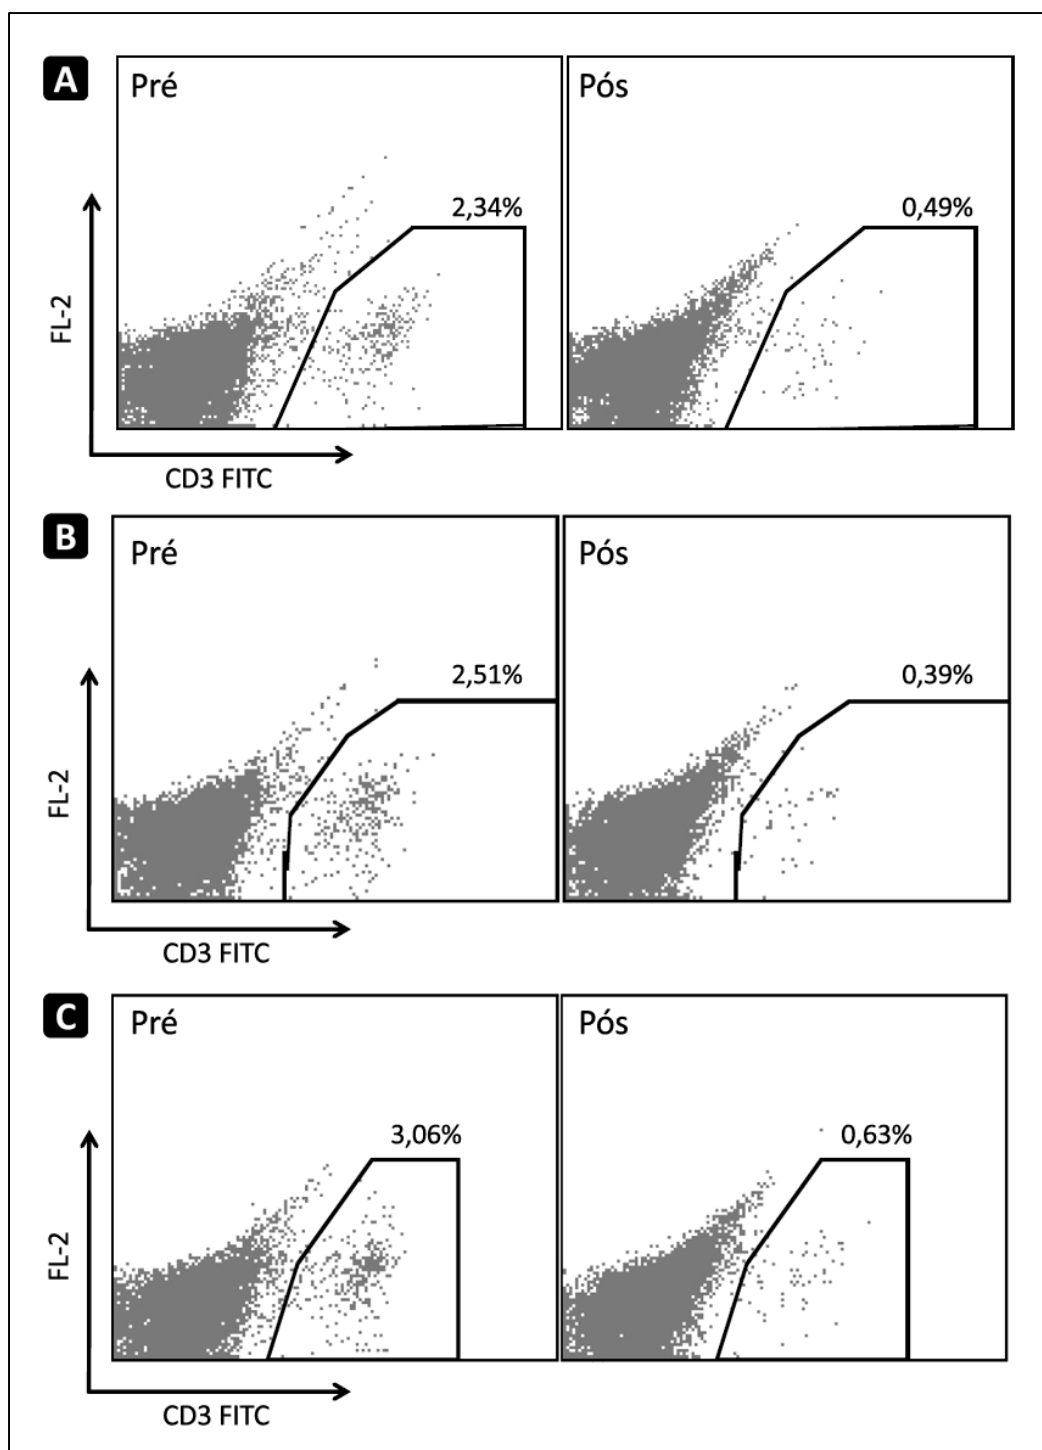 A
Pré
Pós
2,34%
0,49%
FL-2
CD3 FITC
B
Pré
Pós
2,51%
0,39%
FL-2
CD3 FITC
C
Pré
Pós
3,06%
0,63%
FL-2
CD3 FITC